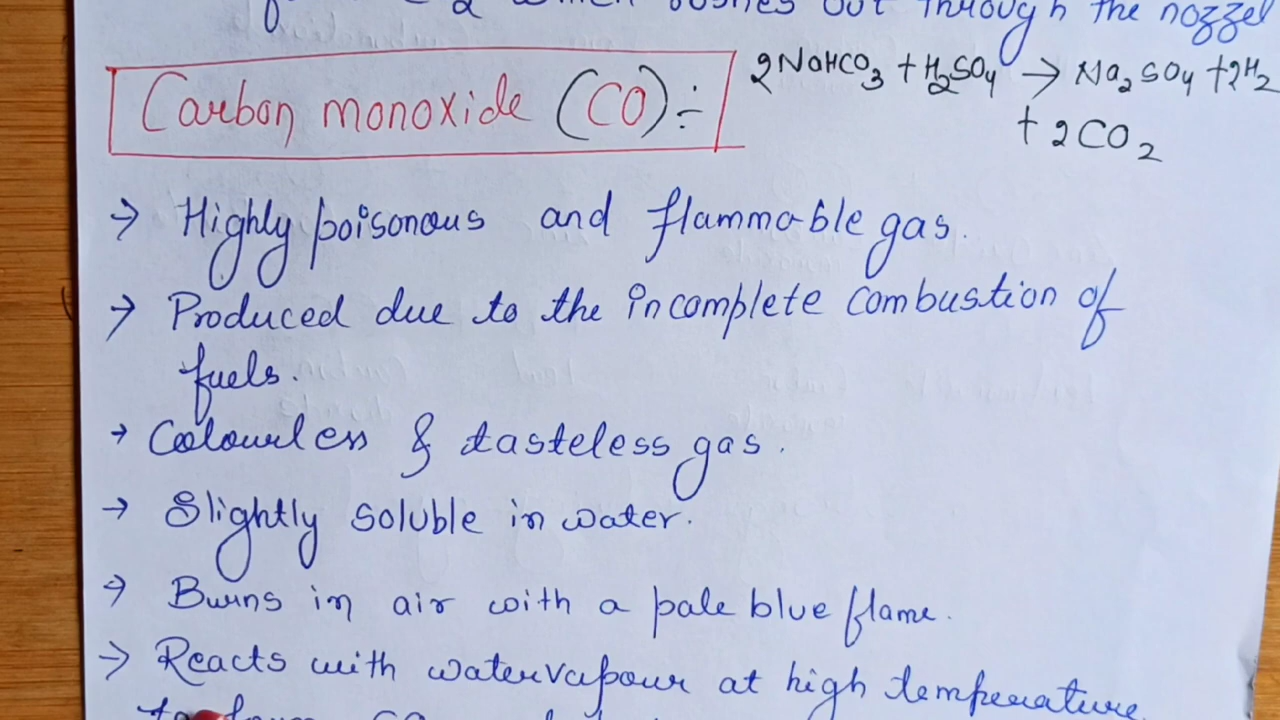 which pushes out through the nozzel
2NaHCO3 + H2SO4 → Na2SO4 + 2H2
+ 2CO2
Carbon monoxide (CO) :-
→ Highly poisonous and flammable gas.
→ Produced due to the incomplete combustion of
fuels.
→ Colourless & tasteless gas.
→ Slightly soluble in water.
→ Burns in air with a pale blue flame.
→ Reacts with watervapour at high temperature